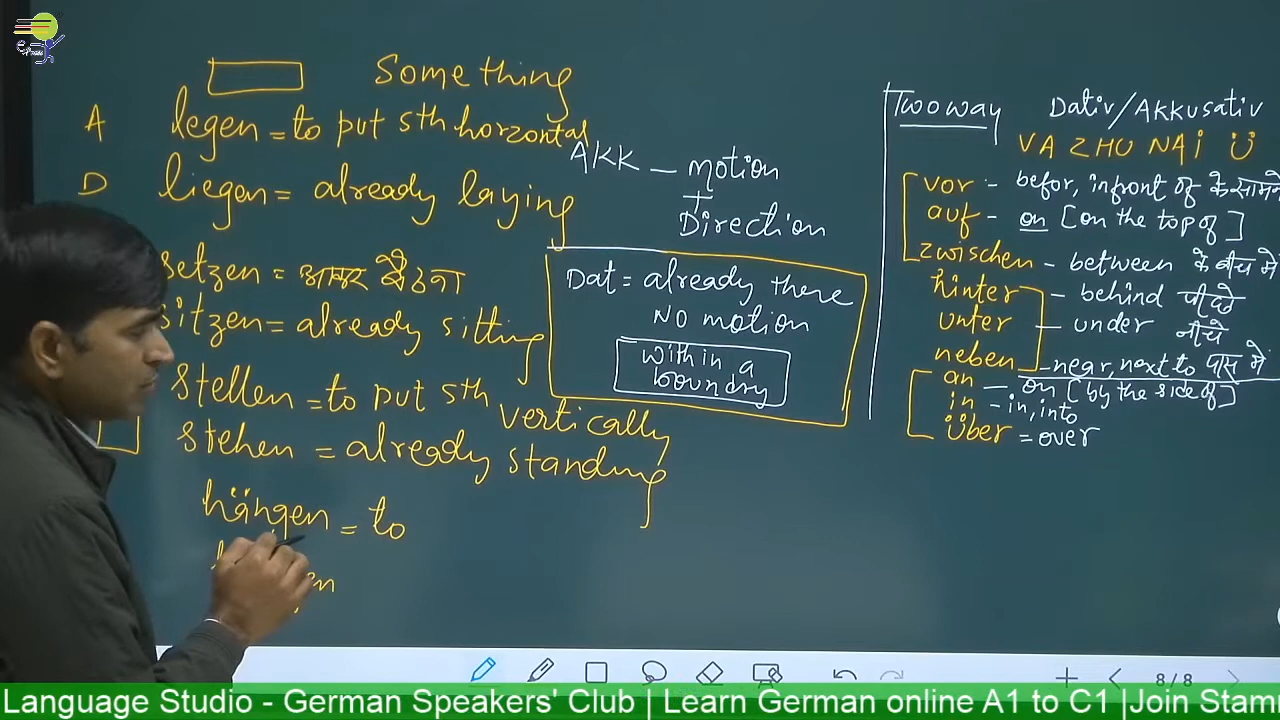 Something
A legen = to put sth horzontal
D liegen = already laying
setzen =
sitzen = already sitting
stellen = to put sth
vertically
stehen = already standing
hängen = to
en
AKK - motion
+
Direction
Dat = already there
NO motion
within a
boundry
Two way Dativ/AKKusativ
VA ZHU NAi Ü
vor :- befor, infront of के सामने
auf - on [on the top of]
zwischen - between के बीच मे
hinter - behind पीछे
unter - under नीचे
neben - near, next to पास मे
an - on [by the side of]
in - in, into
über = over
8/8
Language Studio - German Speakers' Club | Learn German online A1 to C1 |Join Stam